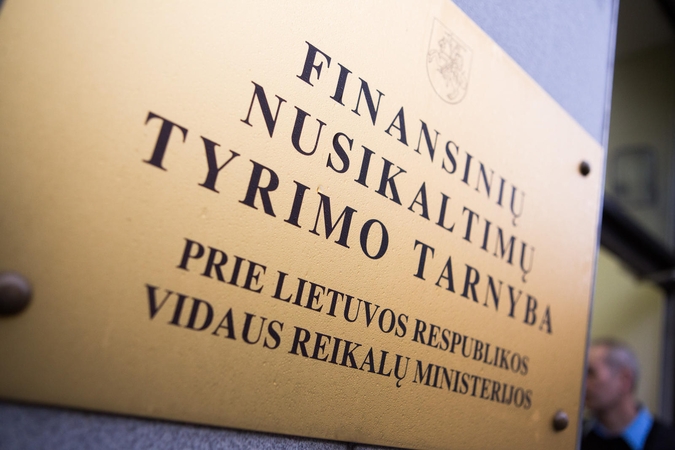 FINANSINIŲ
NUSIKALTIMŲ
TYRIMO TARNYBA
PRIE LIETUVOS RESPUBLIKOS
VIDAUS REIKALŲ MINISTERIJOS